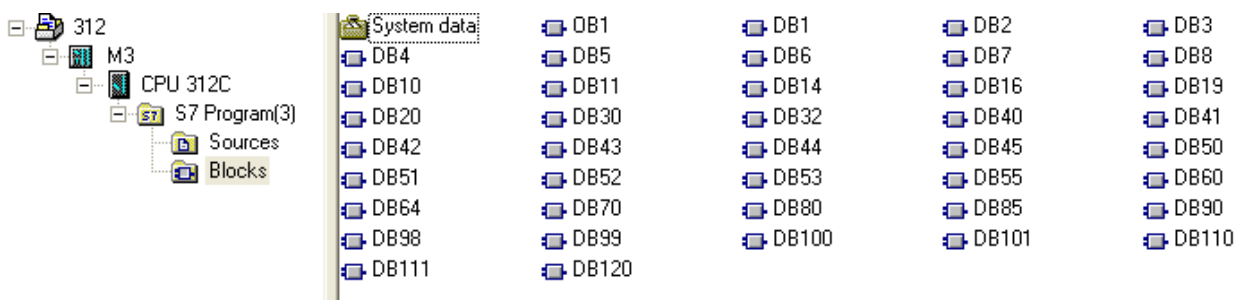 312
M3
CPU 312C
S7 Program(3)
Sources
Blocks
System data OB1 DB1 DB2 DB3
DB4 DB5 DB6 DB7 DB8
DB10 DB11 DB14 DB16 DB19
DB20 DB30 DB32 DB40 DB41
DB42 DB43 DB44 DB45 DB50
DB51 DB52 DB53 DB55 DB60
DB64 DB70 DB80 DB85 DB90
DB98 DB99 DB100 DB101 DB110
DB111 DB120